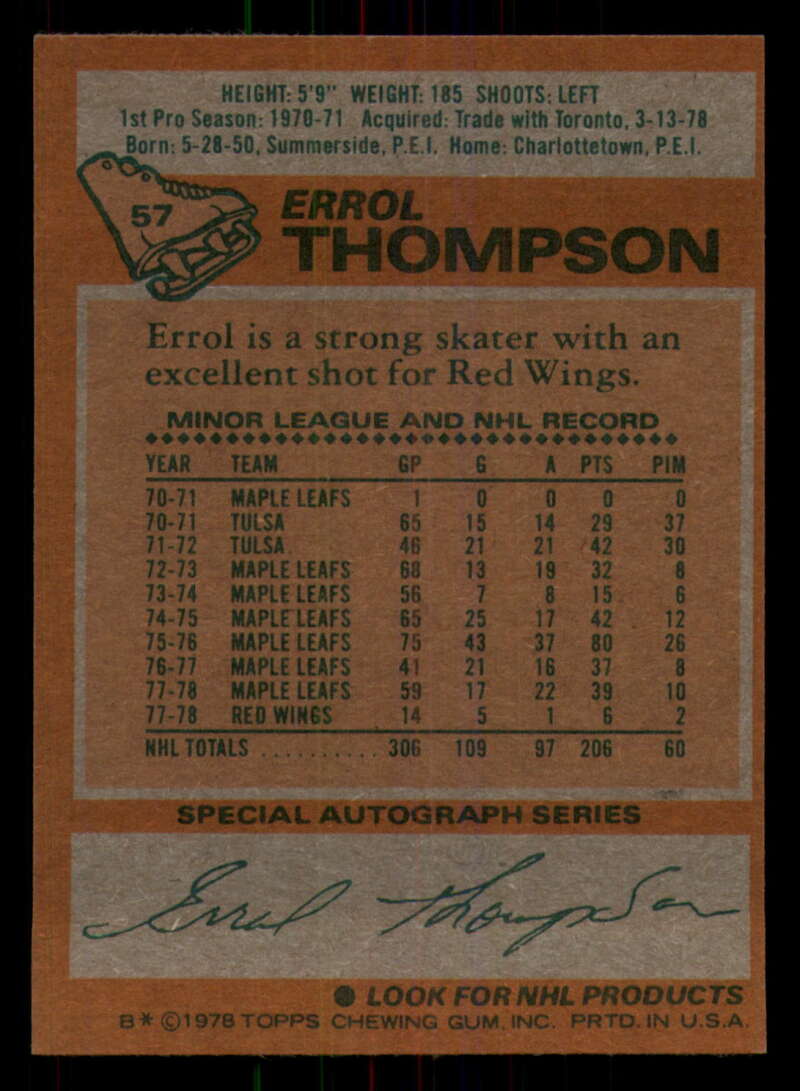 HEIGHT: 5'9" WEIGHT: 185 SHOOTS: LEFT
1st Pro Season: 1970-71 Acquired: Trade with Toronto, 3-13-78
Born: 5-28-50, Summerside, P.E.I. Home: Charlottetown, P.E.I.
57
ERROL
THOMPSON
Errol is a strong skater with an
excellent shot for Red Wings.
MINOR LEAGUE AND NHL RECORD
YEAR TEAM GP G A PTS PIM
70-71 MAPLE LEAFS 1 0 0 0 0
70-71 TULSA 65 15 14 29 37
71-72 TULSA 46 21 21 42 30
72-73 MAPLE LEAFS 68 13 19 32 8
73-74 MAPLE LEAFS 56 7 8 15 6
74-75 MAPLE LEAFS 65 25 17 42 12
75-76 MAPLE LEAFS 75 43 37 80 26
76-77 MAPLE LEAFS 41 21 16 37 8
77-78 MAPLE LEAFS 59 17 22 39 10
77-78 RED WINGS 14 5 1 6 2
NHL TOTALS .......... 306 109 97 206 60
SPECIAL AUTOGRAPH SERIES
Errol Thompson
● LOOK FOR NHL PRODUCTS
B* ©1978 TOPPS CHEWING GUM, INC. PRTD. IN U.S.A.